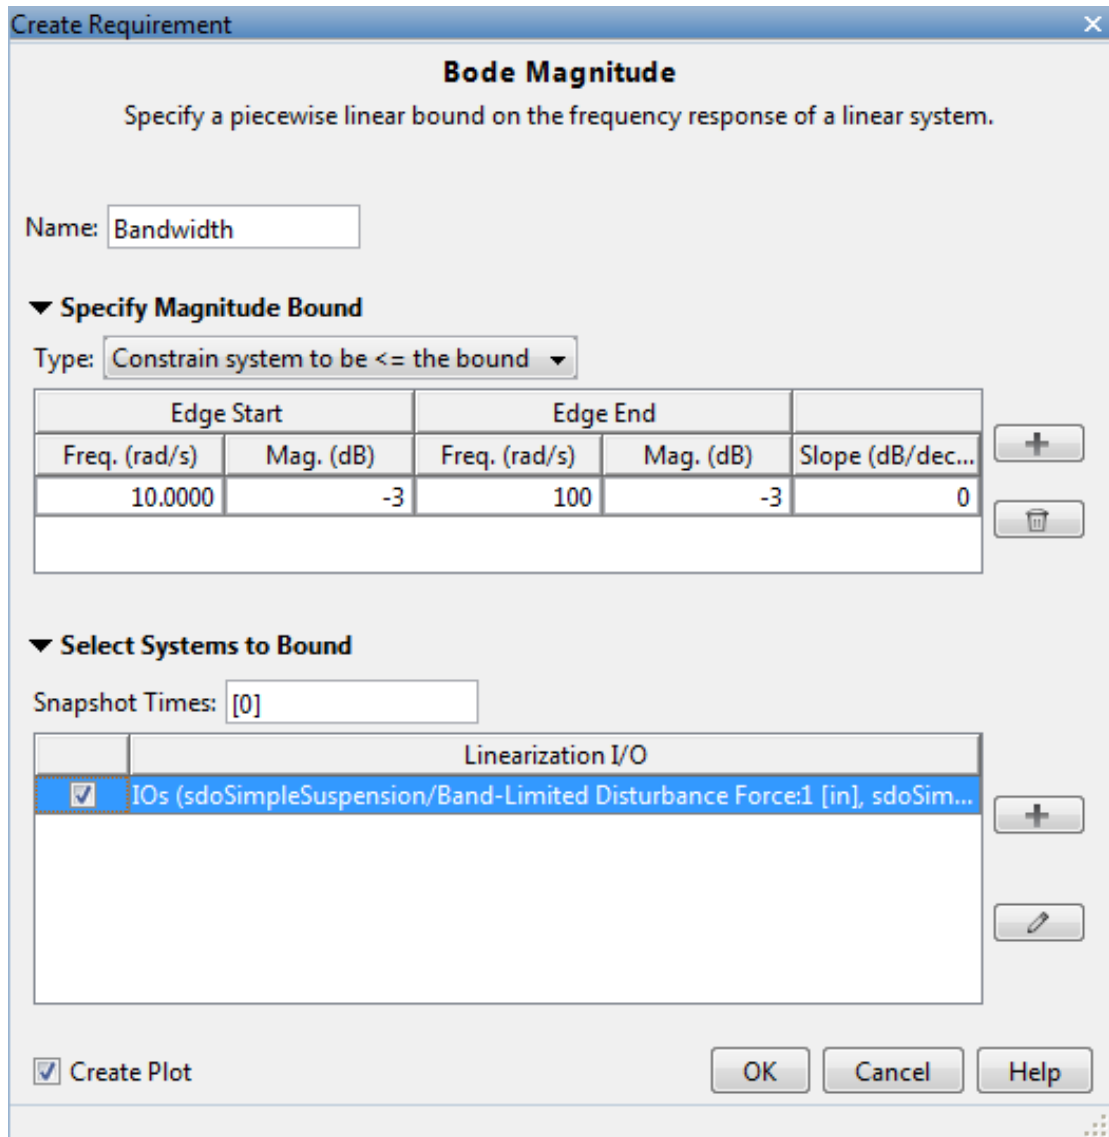 Create Requirement
Bode Magnitude
Specify a piecewise linear bound on the frequency response of a linear system.
Name: Bandwidth
Specify Magnitude Bound
Type: Constrain system to be <= the bound
Edge Start Edge End
Freq. (rad/s) Mag. (dB) Freq. (rad/s) Mag. (dB) Slope (dB/dec...
10.0000 -3 100 -3 0
Select Systems to Bound
Snapshot Times: [0]
Linearization I/O
IOs (sdoSimpleSuspension/Band-Limited Disturbance Force:1 [in], sdoSim...
Create Plot OK Cancel Help